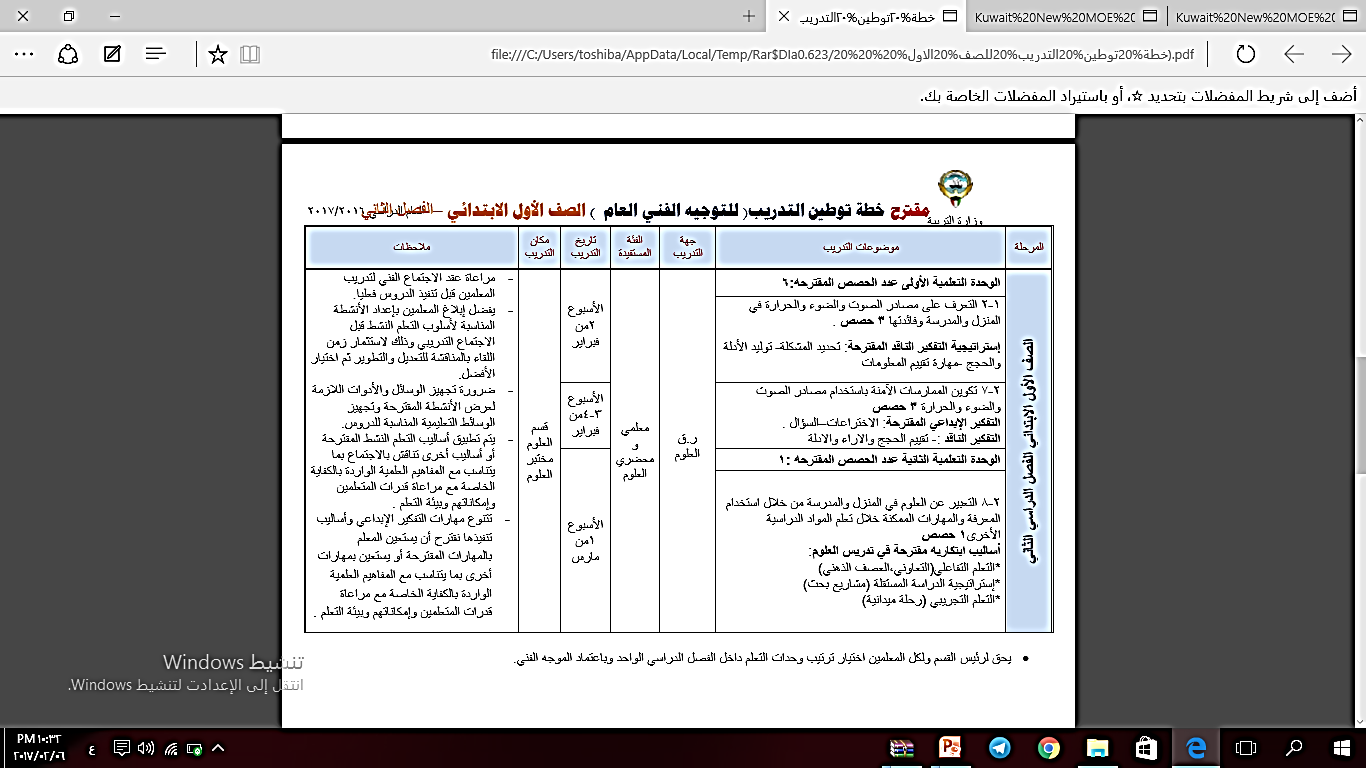 خطة%٢٠توطين%٢٠التدريب
Kuwait%20New%20MOE%20
Kuwait%20New%20MOE%20
file:///C:/Users/toshiba/AppData/Local/Temp/Rar$DIa0.623/20%20%20%خطة%20توطين%20التدريب%20للصف%20الاول).pdf
أضف إلى شريط المفضلات بتحديد ☆، أو باستيراد المفضلات الخاصة بك.
وزارة التربية
مقترح خطة توطين التدريب( للتوجيه الفني العام ) الصف الأول الابتدائي – الفصل الثاني ٢٠١٧/٢٠١٦
المرحلة
موضوعات التدريب
جهة التدريب
الفئة المستفيدة
تاريخ التدريب
مكان التدريب
ملاحظات
الصف الأول الابتدائي الفصل الدراسي الثاني
الوحدة التعلمية الأولى عدد الحصص المقترحه:٦
٢-١ التعرف على مصادر الصوت والضوء والحرارة في
المنزل والمدرسة وفائدتها ٣ حصص .
إستراتيجية التفكير الناقد المقترحة: تحديد المشكلة- توليد الأدلة
والحجج -مهارة تقييم المعلومات
٢-٧ تكوين الممارسات الآمنة باستخدام مصادر الصوت
والضوء والحرارة ٣ حصص
التفكير الإبداعي المقترحة: الاختراعات–السؤال .
التفكير الناقد :- تقييم الحجج والاراء والادلة
الوحدة التعلمية الثانية عدد الحصص المقترحه :١
٢-٨ التعبير عن العلوم في المنزل والمدرسة من خلال استخدام
المعرفة والمهارات الممكنة خلال تعلم المواد الدراسية
الأخرى١ حصص
أساليب ابتكاريه مقترحة في تدريس العلوم:
*التعلم التفاعلي(التعاوني،العصف الذهني)
*إستراتيجية الدراسة المستقلة (مشاريع بحث)
*التعلم التجريبي (رحلة ميدانية)
ر.ق
العلوم
معلمي
و
محضري
العلوم
الأسبوع
٢من
فبراير
الأسبوع
٣-٤من
فبراير
الأسبوع
١من
مارس
قسم
العلوم
مختبر
العلوم
- مراعاة عقد الاجتماع الفني لتدريب
المعلمين قبل تنفيذ الدروس فعليا.
- يفضل إبلاغ المعلمين بإعداد الأنشطة
المناسبة لأسلوب التعلم النشط قبل
الاجتماع التدريبي وذلك لاستثمار زمن
اللقاء بالمناقشة للتعديل والتطوير ثم اختيار
الأفضل.
- ضرورة تجهيز الوسائل والأدوات اللازمة
لعرض الأنشطة المقترحة وتجهيز
الوسائط التعليمية المناسبة للدروس.
- يتم تطبيق أساليب التعلم النشط المقترحة
أو أساليب أخرى تناقش بالاجتماع بما
يتناسب مع المفاهيم العلمية الواردة بالكفاية
الخاصة مع مراعاة قدرات المتعلمين
وإمكاناتهم وبيئة التعلم .
- تتنوع مهارات التفكير الإبداعي وأساليب
تنفيذها نقترح أن يستعين المعلم
بالمهارات المقترحة أو يستعين بمهارات
أخرى بما يتناسب مع المفاهيم العلمية
الواردة بالكفاية الخاصة مع مراعاة
قدرات المتعلمين وإمكاناتهم وبيئة التعلم .
• يحق لرئيس القسم ولكل المعلمين اختيار ترتيب وحدات التعلم داخل الفصل الدراسي الواحد وباعتماد الموجه الفني.
تنشيط Windows
انتقل إلى الإعدادت لتنشيط Windows.
PM ١٠:٣٢
٢٠١٧/٠٢/٠٦
ع